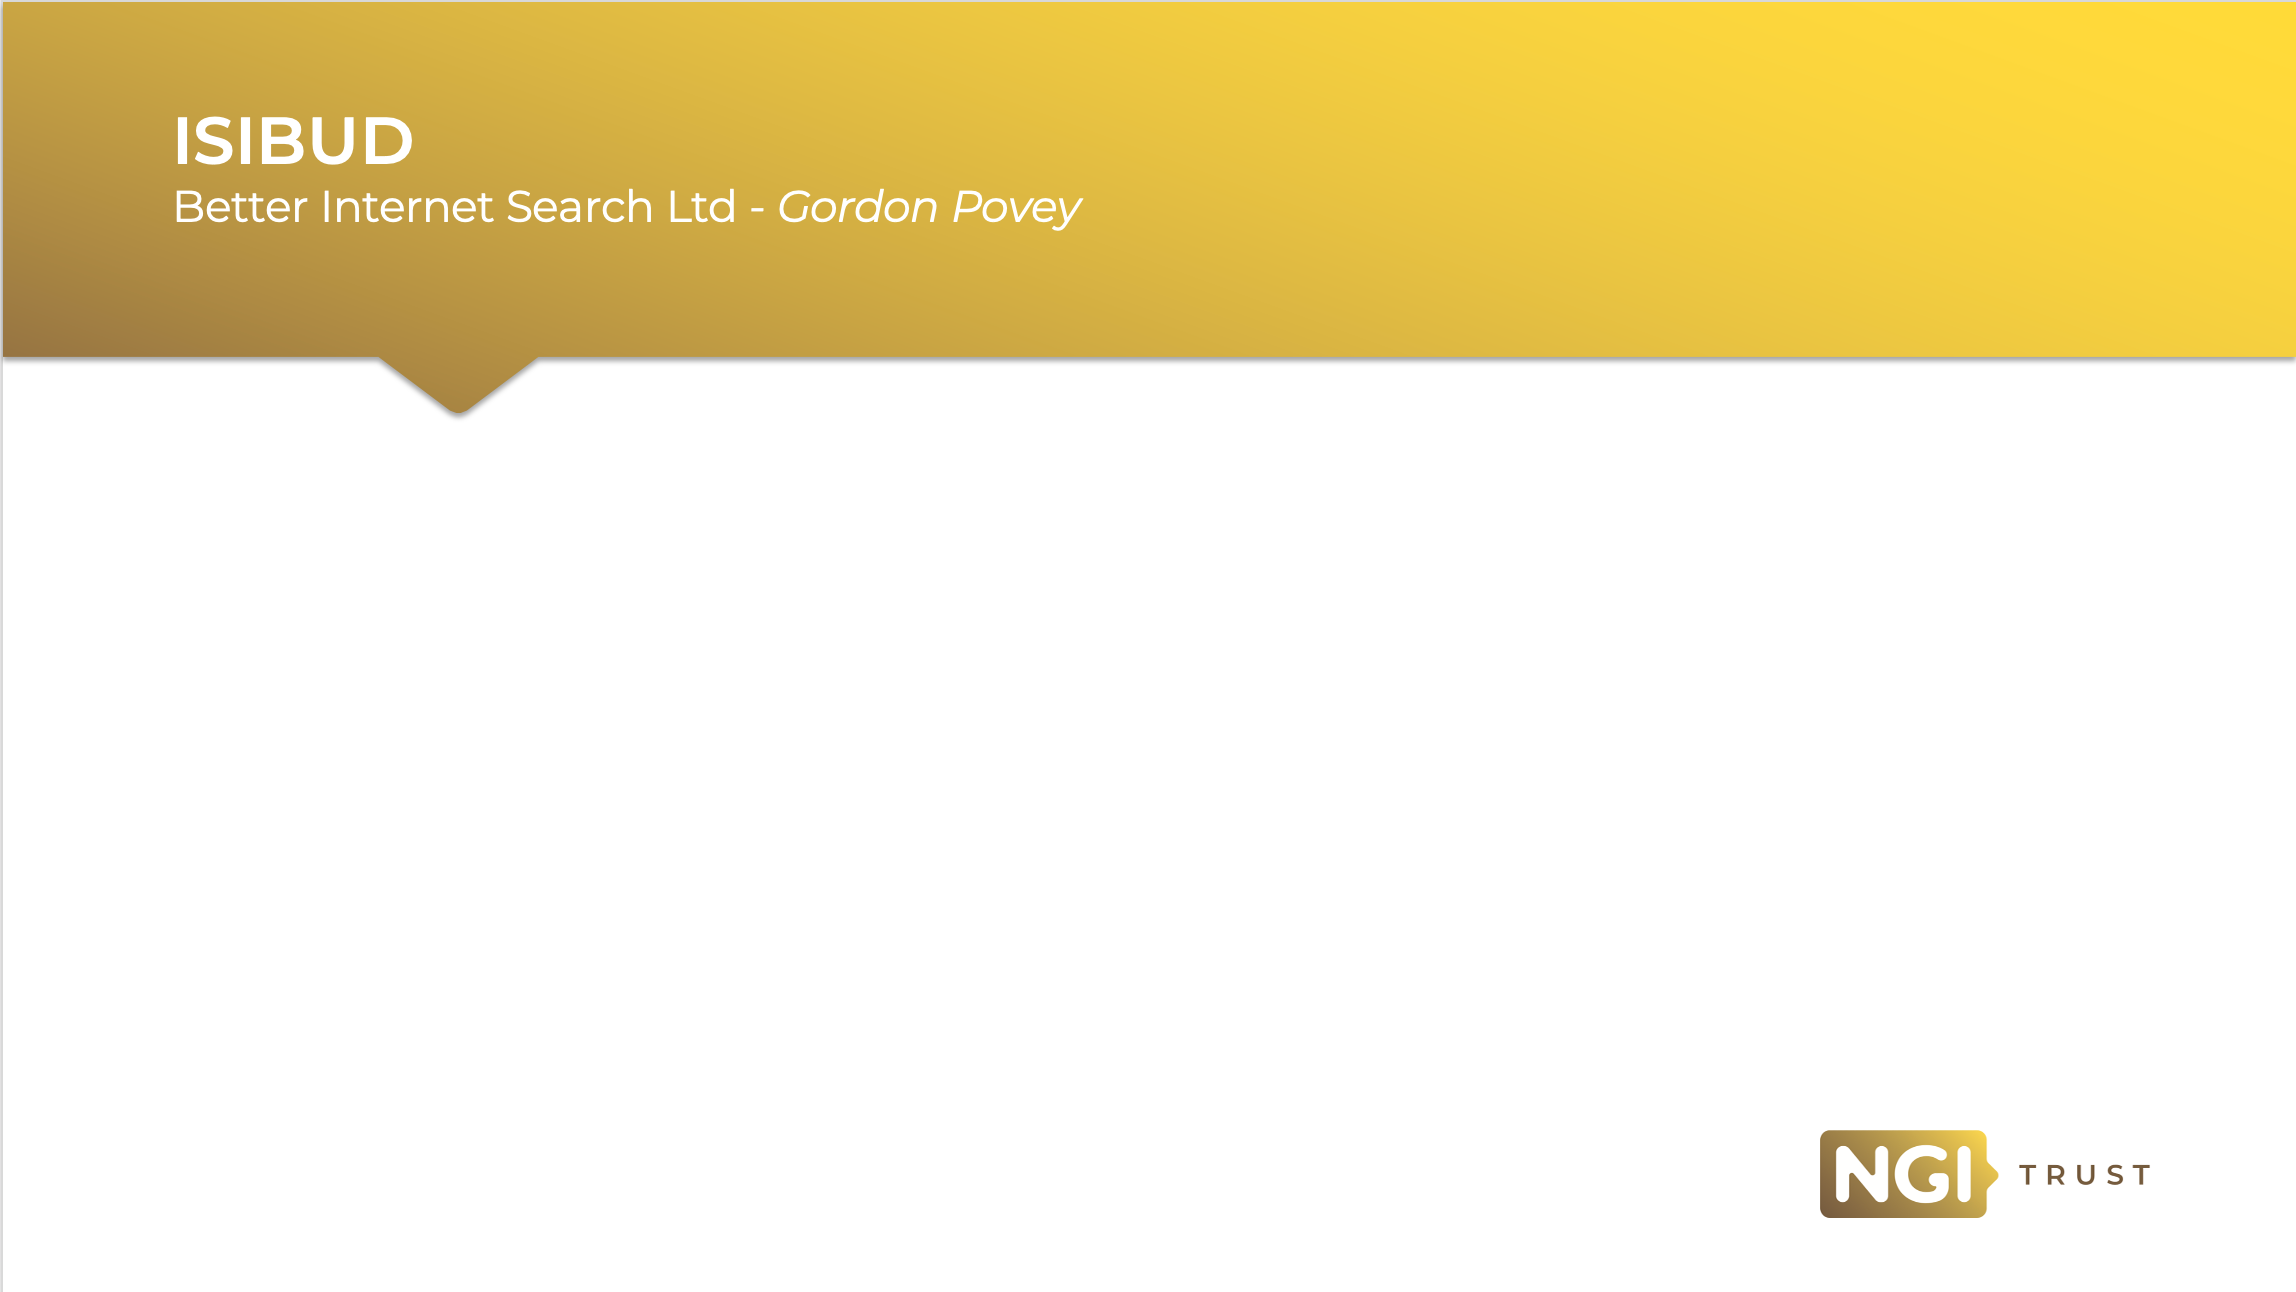 ISIBUD
Better Internet Search Ltd - Gordon Povey
NGI TRUST